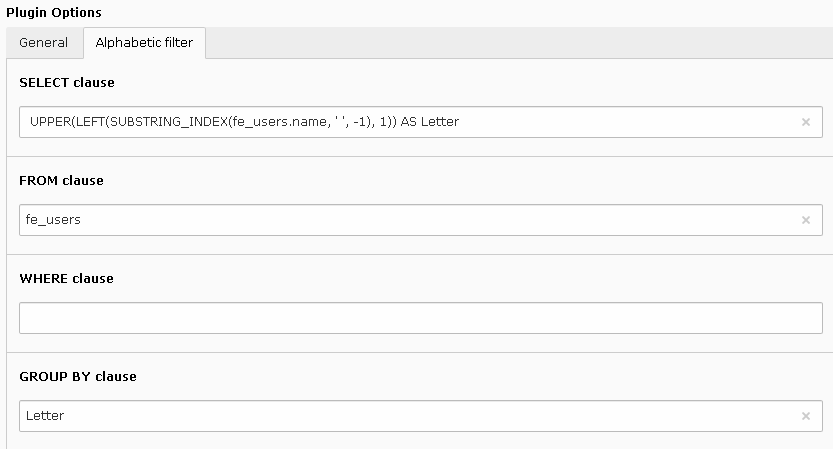 Plugin Options
General
Alphabetic filter
SELECT clause
UPPER(LEFT(SUBSTRING_INDEX(fe_users.name, ' ', -1), 1)) AS Letter
FROM clause
fe_users
WHERE clause
GROUP BY clause
Letter